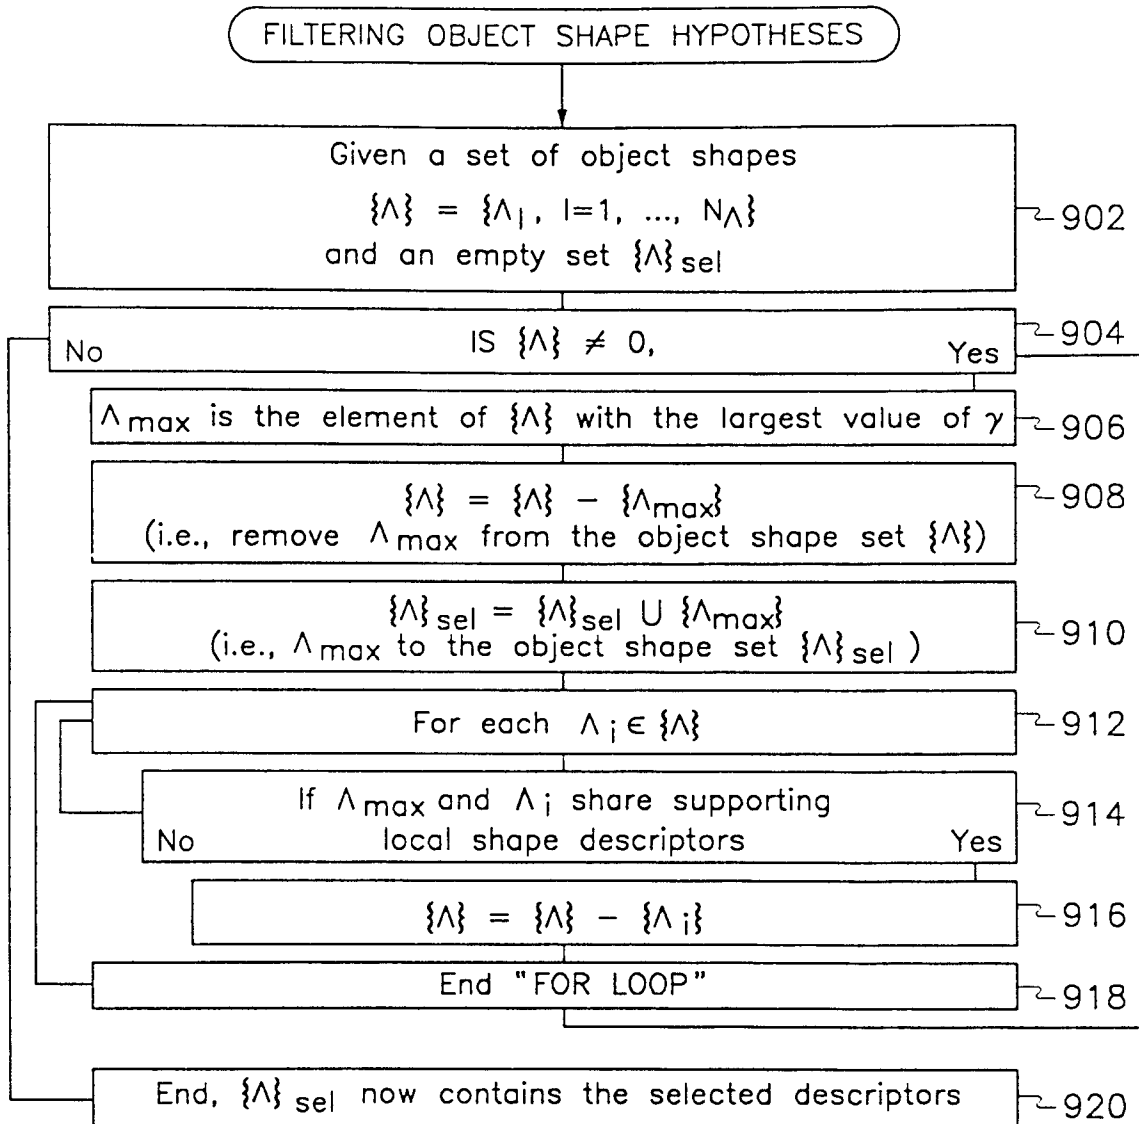 FILTERING OBJECT SHAPE HYPOTHESES
Given a set of object shapes
{Λ} = {Λ_l, l=1, ..., N_Λ}
and an empty set {Λ}_sel
902
IS {Λ} ≠ 0,
No
Yes
904
Λ_max is the element of {Λ} with the largest value of γ
906
{Λ} = {Λ} - {Λ_max}
(i.e., remove Λ_max from the object shape set {Λ})
908
{Λ}_sel = {Λ}_sel U {Λ_max}
(i.e., Λ_max to the object shape set {Λ}_sel )
910
For each Λ_i ∈ {Λ}
912
If Λ_max and Λ_i share supporting
No local shape descriptors Yes
914
{Λ} = {Λ} - {Λ_i}
916
End "FOR LOOP"
918
End, {Λ}_sel now contains the selected descriptors
920